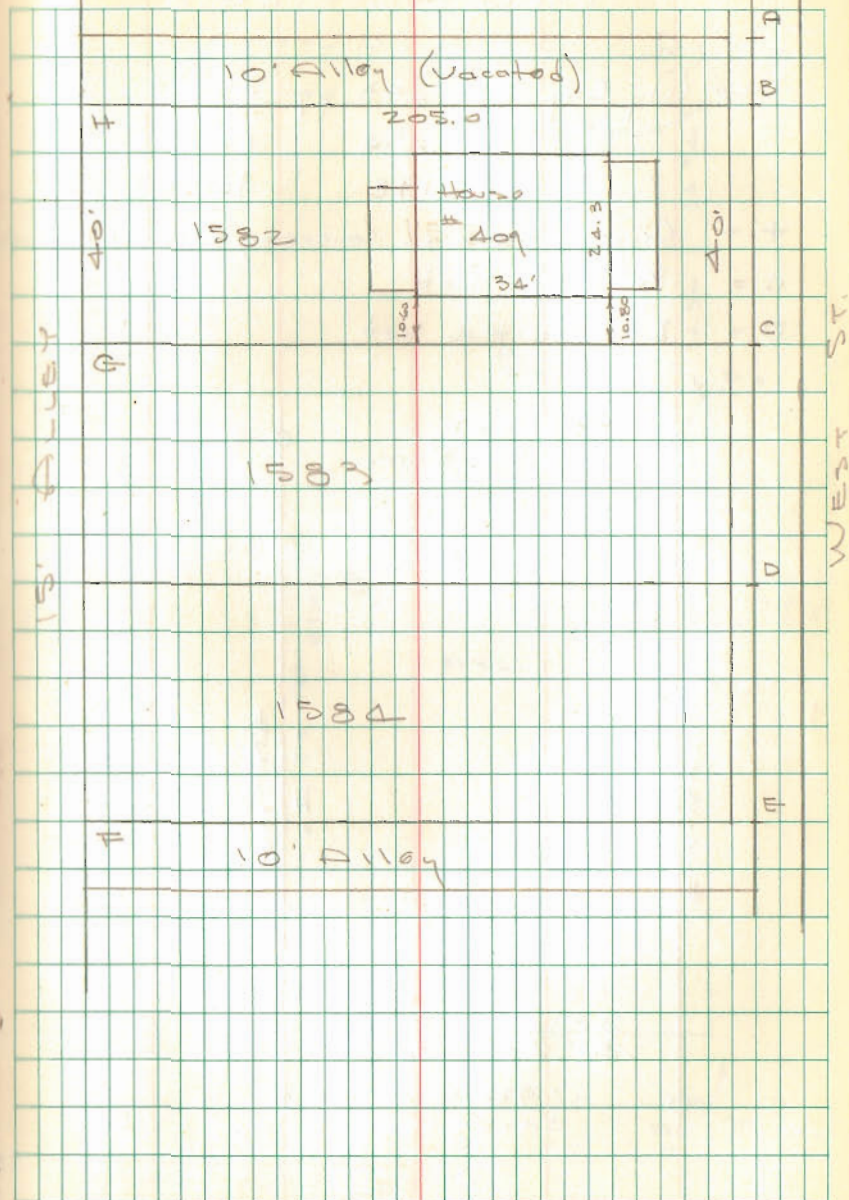 A
10' Alley (Vacated)
B
H
205.0
House
# 409
1582
40'
24.3
40'
34'
10.60
10.80
C
G
15' ALLEY
WEST ST.
1583
D
1584
E
F
10' Alley